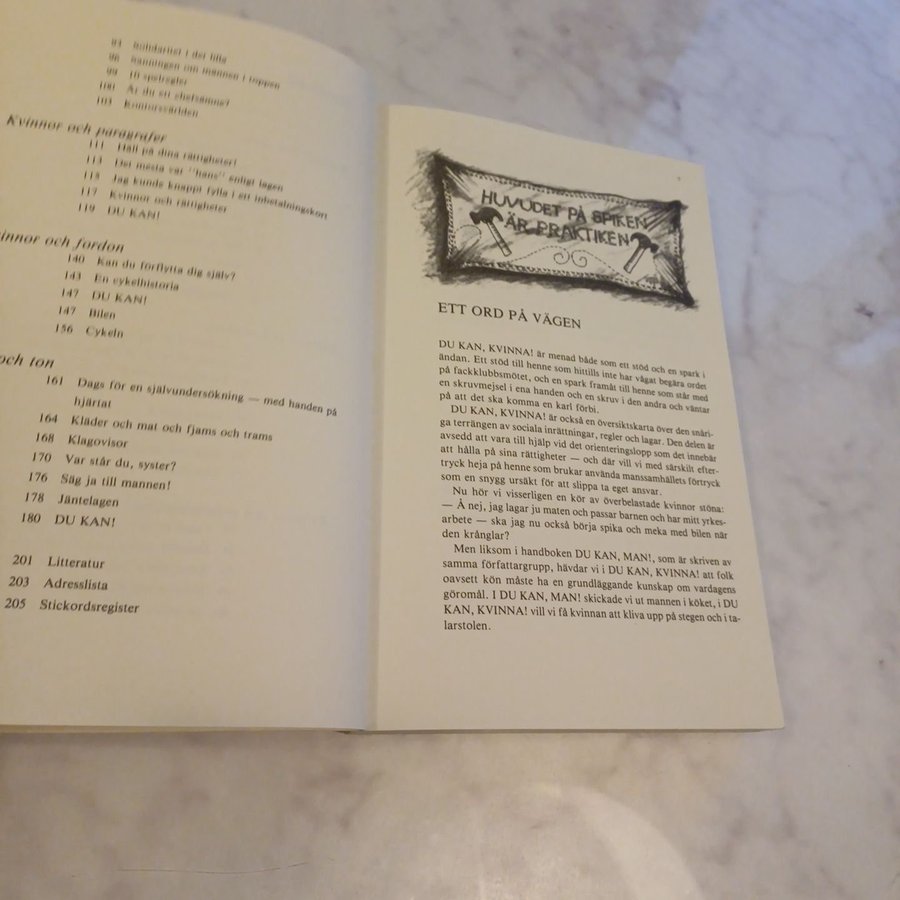 Solidaritet i det lilla
98 Sanningen om mannen i toppen
99 10 spelregler
100 Är du ett chefsämne?
103 Kontorsvärlden
Kvinnor och paragrafer
111 Håll på dina rättigheter!
113 Det mesta var "hans" enligt lagen
115 Jag kunde knappt fylla i ett inbetalningskort
117 Kvinnor och rättigheter
119 DU KAN!
innor och fordon
140 Kan du förflytta dig själv?
143 En cykelhistoria
147 DU KAN!
147 Bilen
156 Cykeln
och ton
161 Dags för en självundersökning — med handen på
hjärtat
164 Kläder och mat och fjams och trams
168 Klagovisor
170 Var står du, syster?
176 Säg ja till mannen!
178 Jäntelagen
180 DU KAN!
201 Litteratur
203 Adresslista
205 Stickordsregister
HUVUDET PÅ SPIKEN
ÄR PRAKTIKEN
ETT ORD PÅ VÄGEN
DU KAN, KVINNA! är menad både som ett stöd och en spark i
ändan. Ett stöd till henne som hittills inte har vågat begära ordet
på fackklubbsmötet, och en spark framåt till henne som står med
en skruvmejsel i ena handen och en skruv i den andra och väntar
på att det ska komma en karl förbi.
DU KAN, KVINNA! är också en översiktskarta över den snåri-
ga terrängen av sociala inrättningar, regler och lagar. Den delen är
avsedd att vara till hjälp vid det orienteringslopp som det innebär
att hålla på sina rättigheter — och där vill vi med särskilt efter-
tryck heja på henne som brukar använda manssamhällets förtryck
som en snygg ursäkt för att slippa ta eget ansvar.
Nu hör vi visserligen en kör av överbelastade kvinnor stöna:
— Å nej, jag lagar ju maten och passar barnen och har mitt yrkes-
arbete — ska jag nu också börja spika och meka med bilen när
den krånglar?
Men liksom i handboken DU KAN, MAN!, som är skriven av
samma författargrupp, hävdar vi i DU KAN, KVINNA! att folk
oavsett kön måste ha en grundläggande kunskap om vardagens
göromål. I DU KAN, MAN! skickade vi ut mannen i köket, i DU
KAN, KVINNA! vill vi få kvinnan att kliva upp på stegen och i ta-
larstolen.